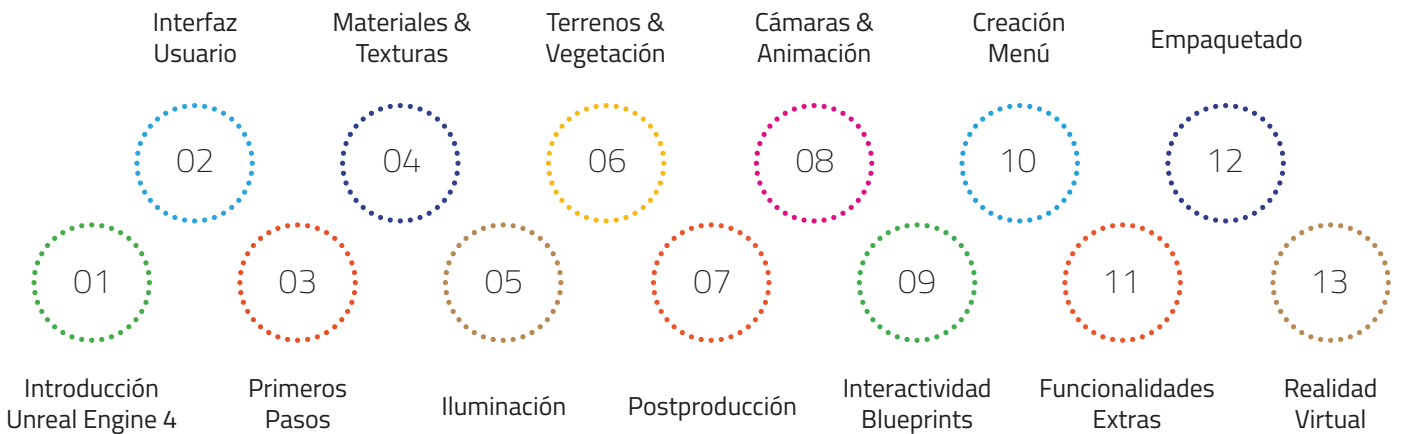 Interfaz
Usuario
Materiales &
Texturas
Terrenos &
Vegetación
Cámaras &
Animación
Creación
Menú
Empaquetado
02
04
06
08
10
12
01
03
05
07
09
11
13
Introducción
Unreal Engine 4
Primeros
Pasos
Iluminación
Postproducción
Interactividad
Blueprints
Funcionalidades
Extras
Realidad
Virtual